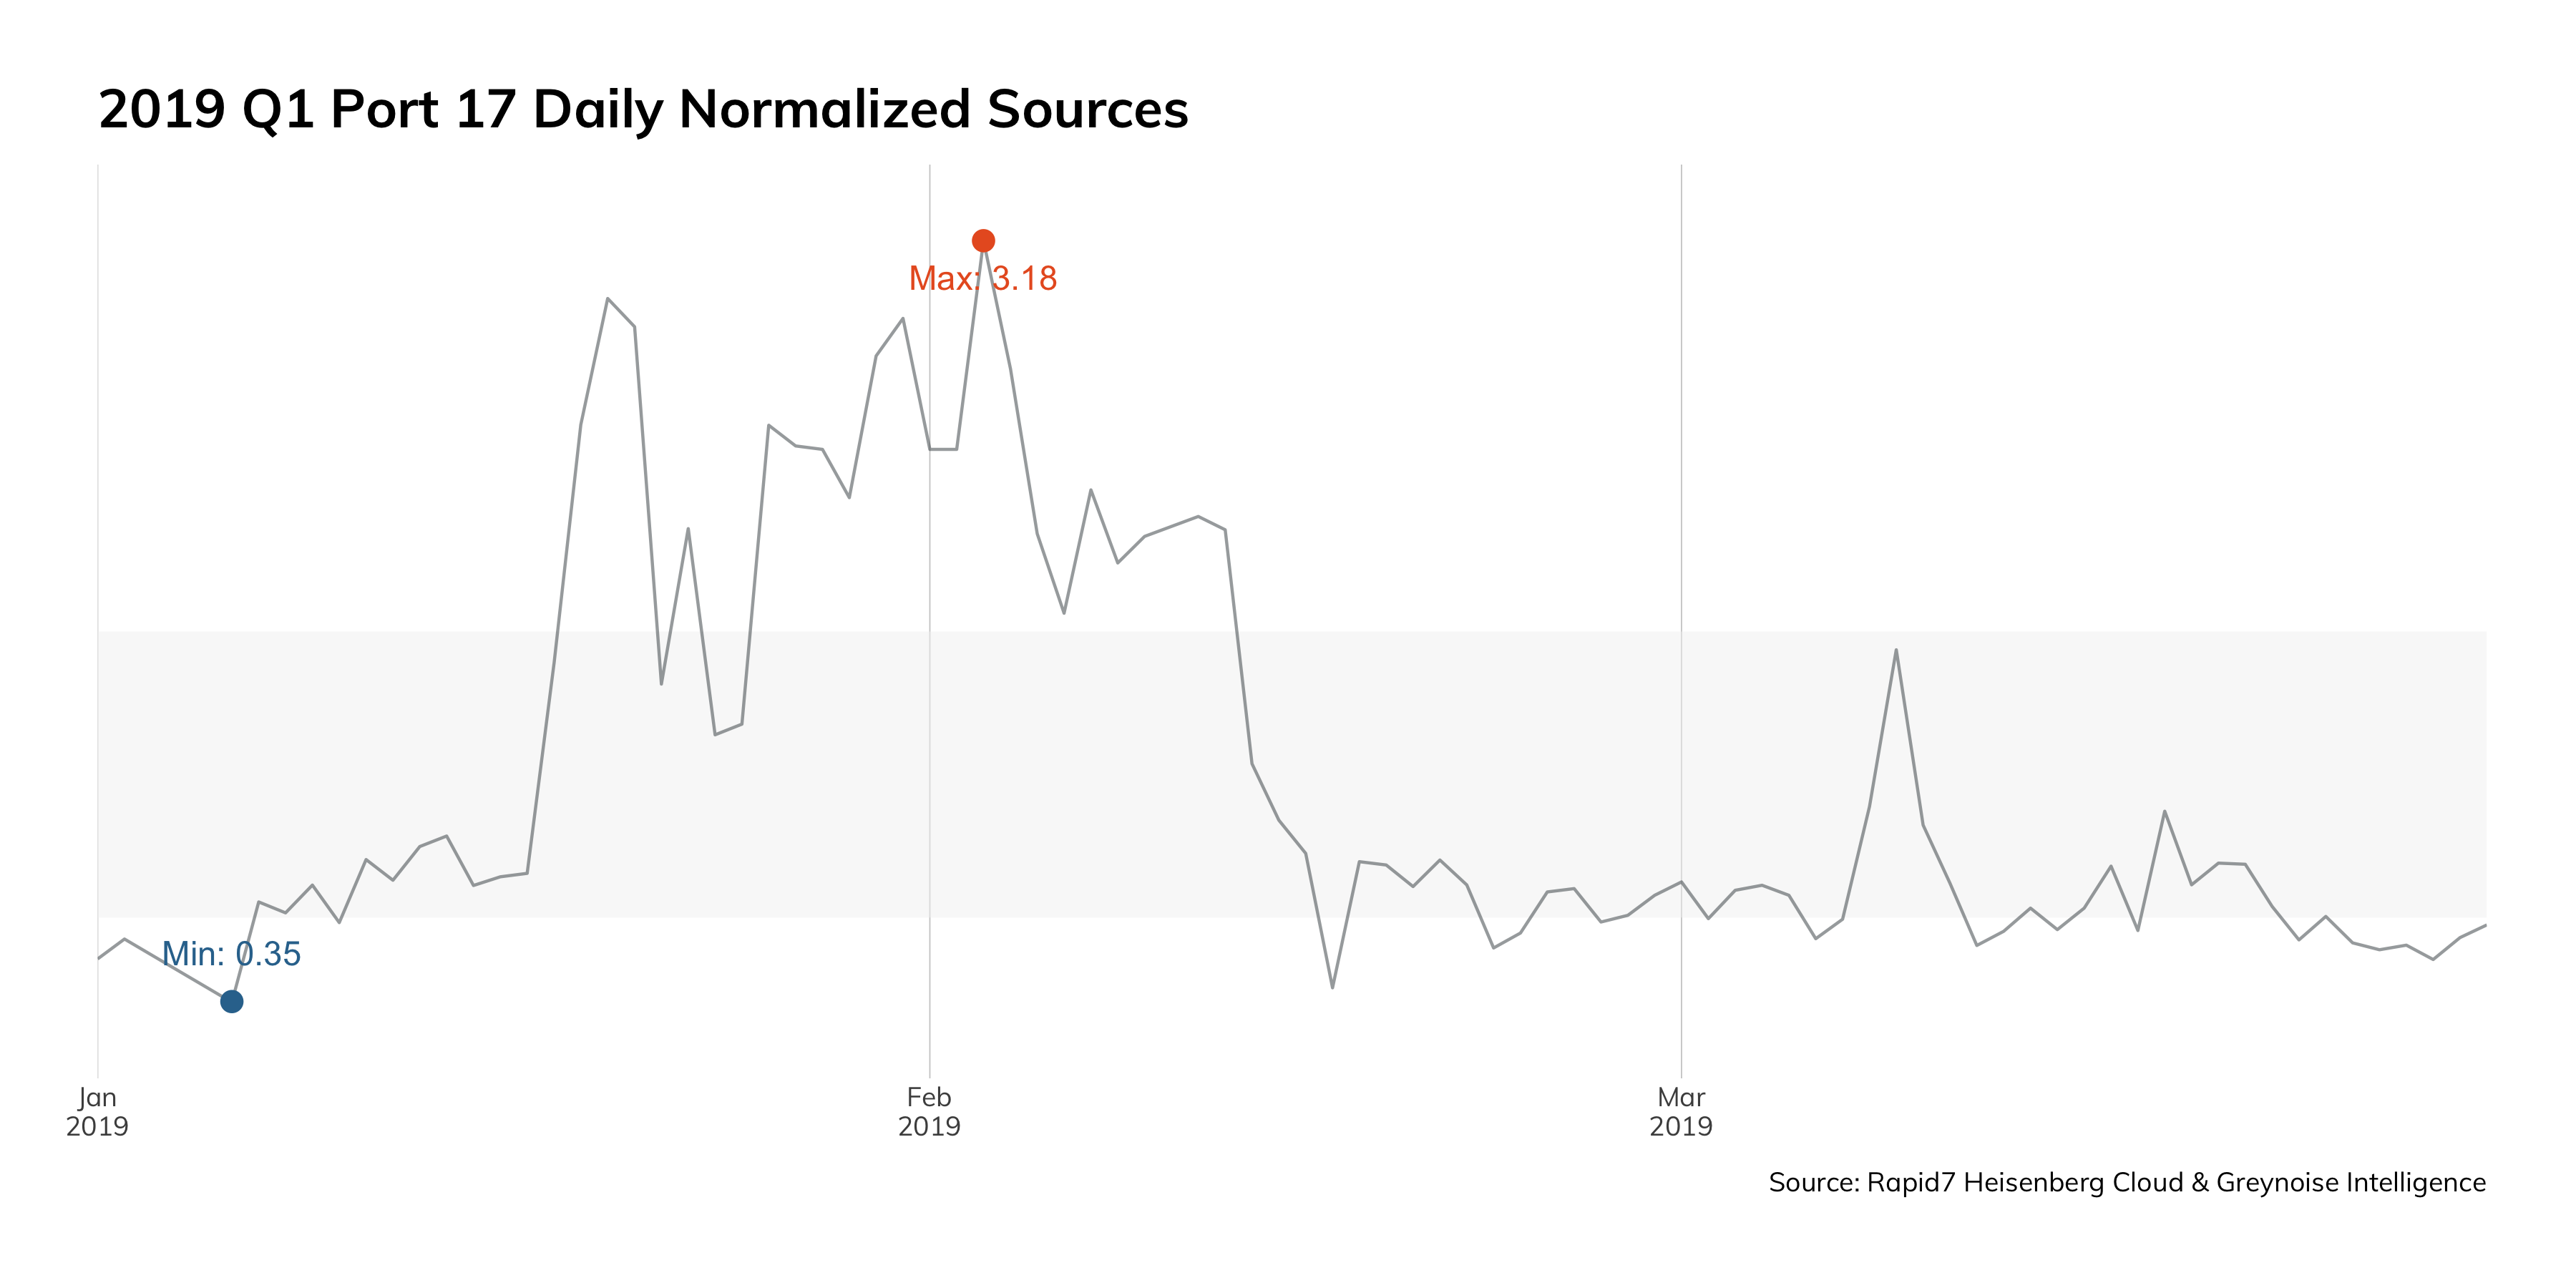 2019 Q1 Port 17 Daily Normalized Sources
Max: 3.18
Min: 0.35
Jan
2019
Feb
2019
Mar
2019
Source: Rapid7 Heisenberg Cloud & Greynoise Intelligence